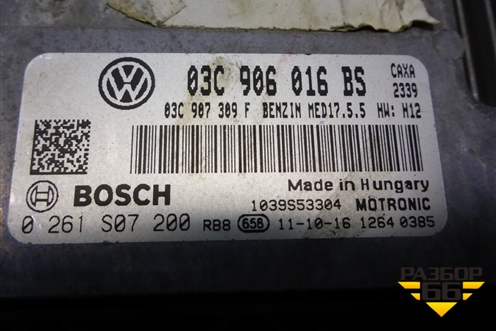 03C 906 016 BS
CAXA
2339
03C 907 309 F BENZIN MED17.5.5 HW: H12
BOSCH
Made in Hungary
1039S53304 MOTRONIC
0 261 S07 200 RB8 658 11-10-16 1264 0385
РАЗБОР
66